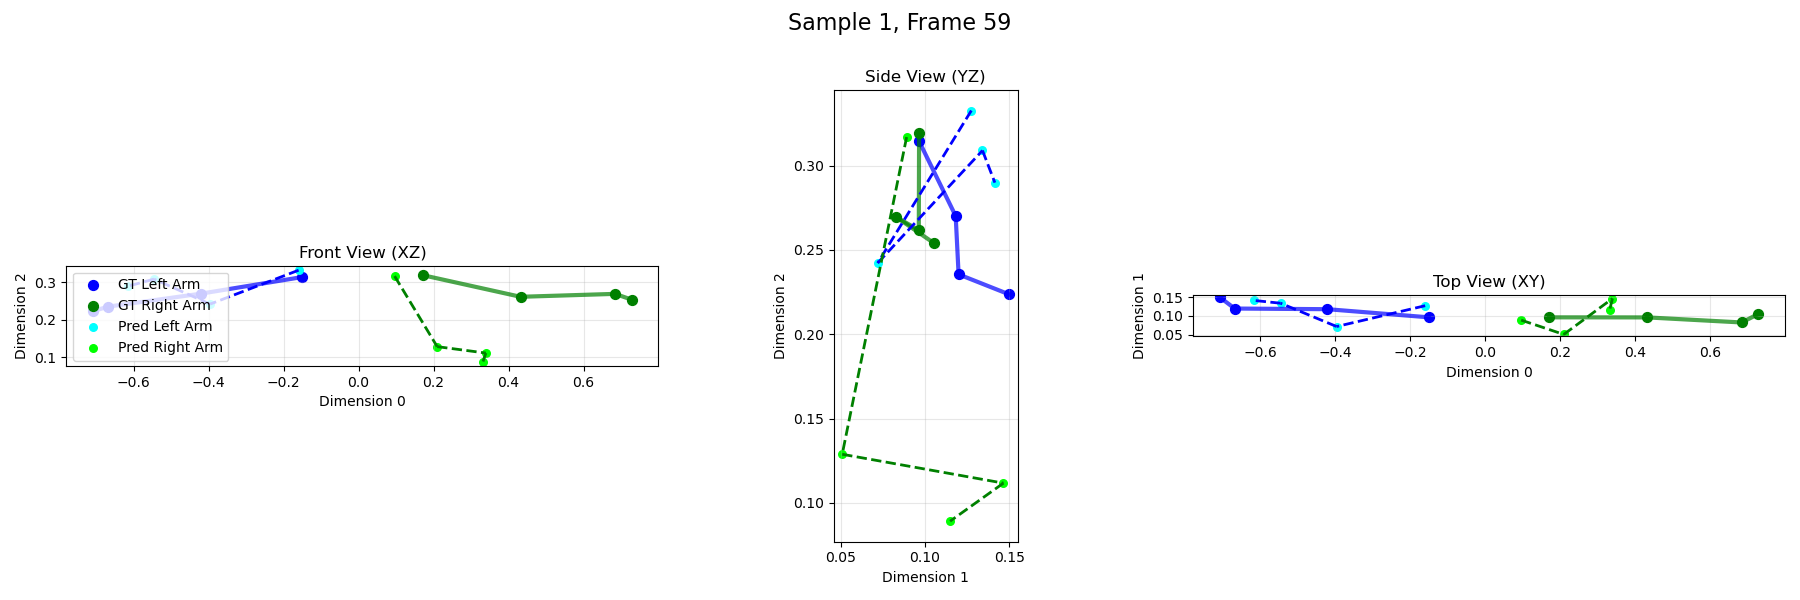 Sample 1, Frame 59
Front View (XZ)
Dimension 2
0.3
0.2
0.1
GT Left Arm
GT Right Arm
Pred Left Arm
Pred Right Arm
−0.6
−0.4
−0.2
0.0
0.2
0.4
0.6
Dimension 0
Side View (YZ)
Dimension 2
0.30
0.25
0.20
0.15
0.10
0.05
0.10
0.15
Dimension 1
Top View (XY)
Dimension 1
0.15
0.10
0.05
−0.6
−0.4
−0.2
0.0
0.2
0.4
0.6
Dimension 0